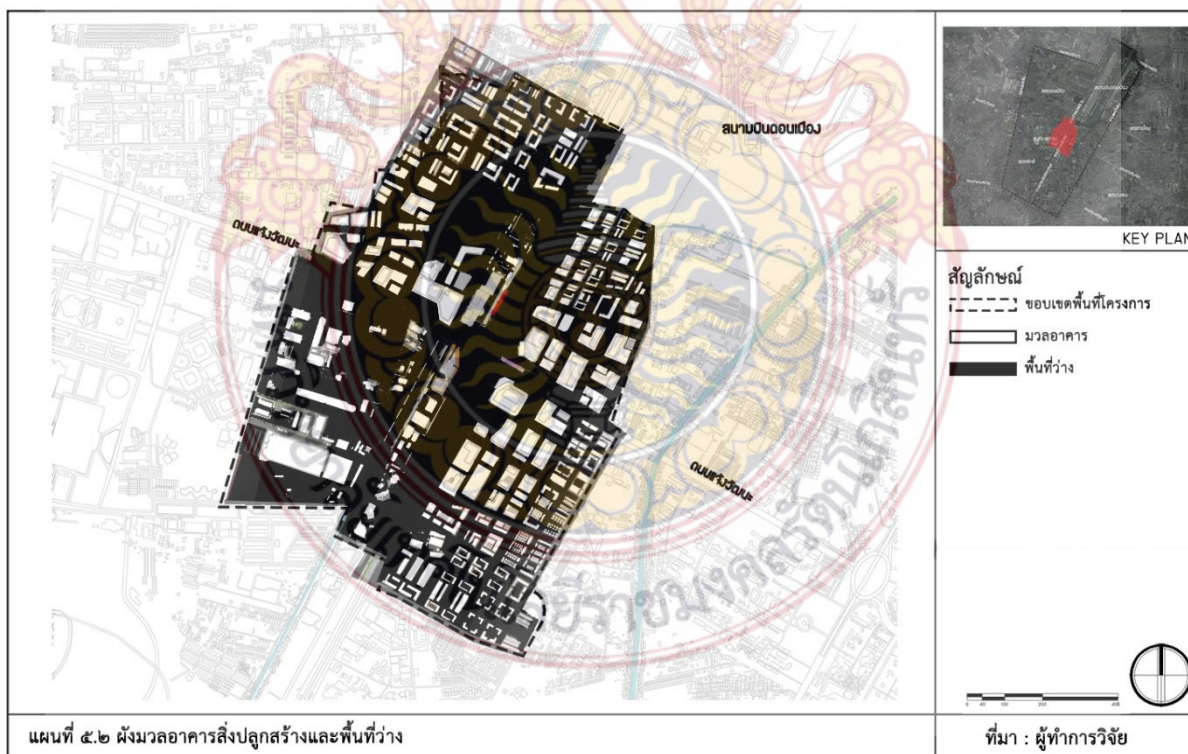 สนามบินดอนเมือง
ถนนแจ้งวัฒนะ
ถนนแจ้งวัฒนะ
KEY PLAN
สัญลักษณ์
ขอบเขตพื้นที่โครงการ
มวลอาคาร
พื้นที่ว่าง
0 40 100 200 400
แผนที่ ๕.๒ ผังมวลอาคารสิ่งปลูกสร้างและพื้นที่ว่าง
ที่มา : ผู้ทำการวิจัย